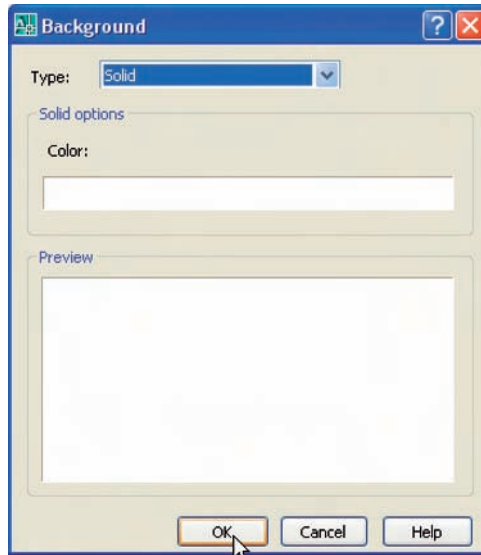 Background
Type: Solid
Solid options
Color:
Preview
OK Cancel Help